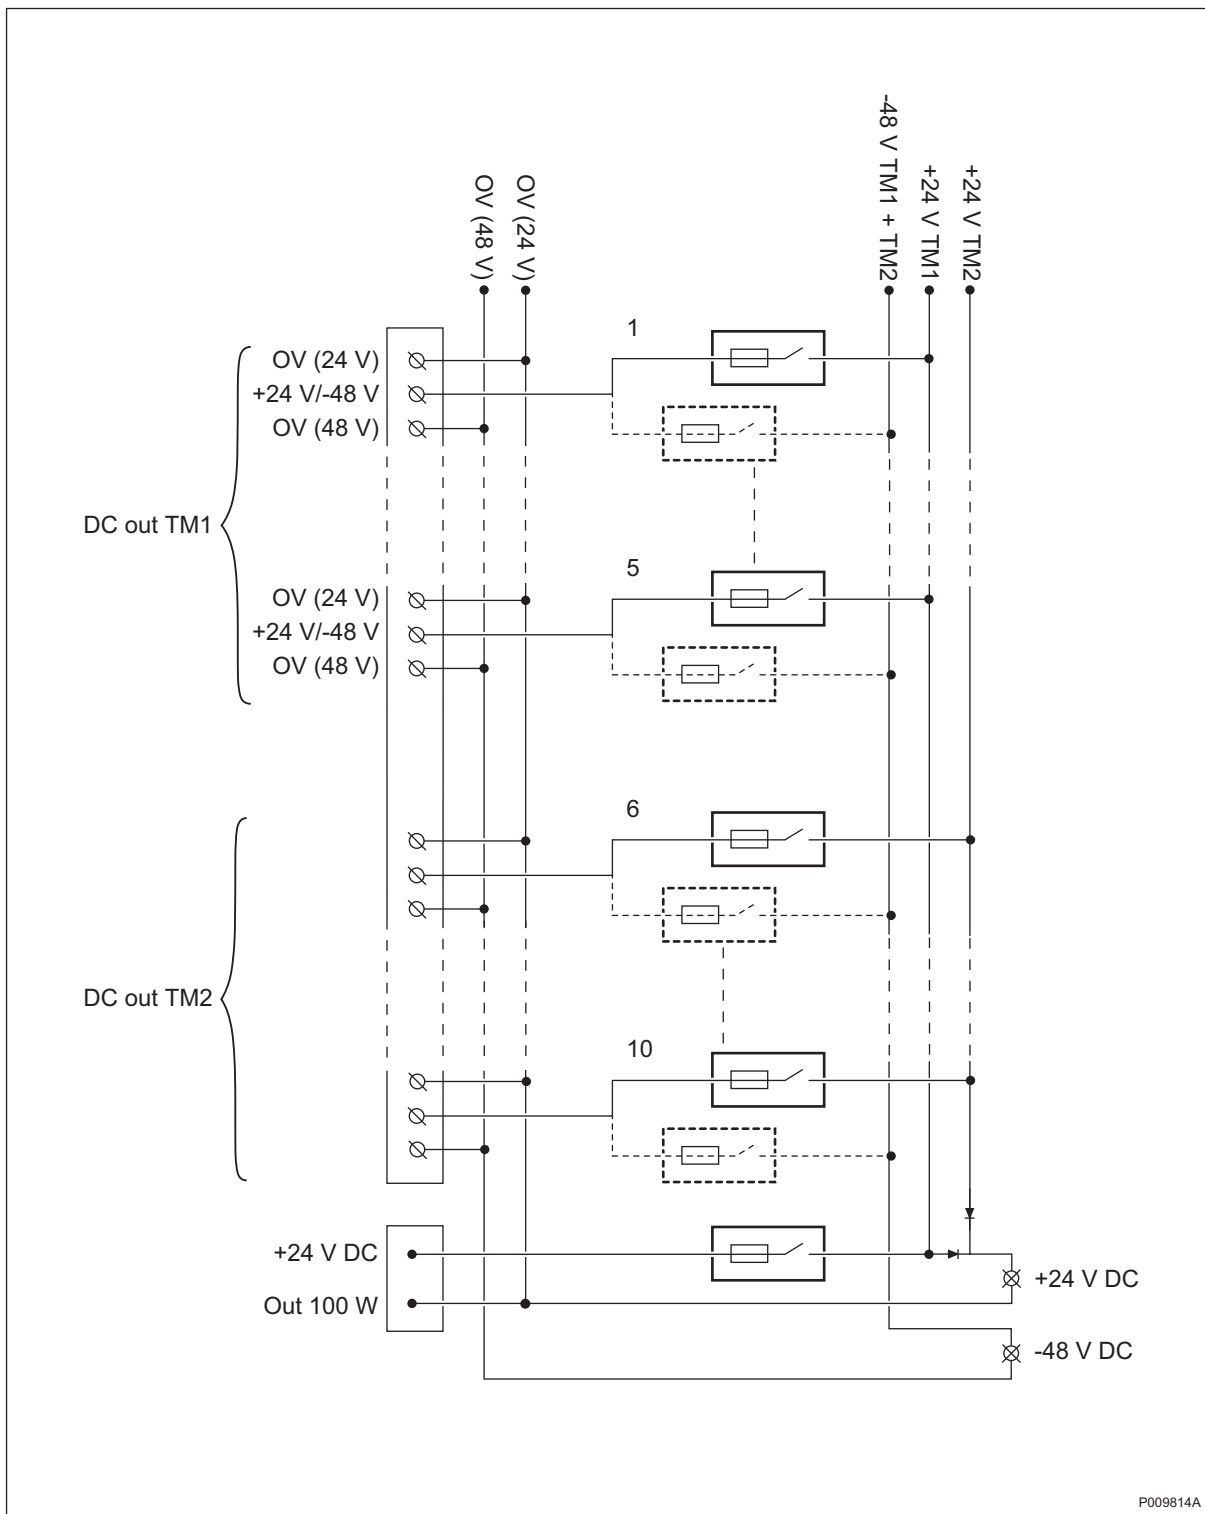 -48 V TM1 + TM2
+24 V TM1
+24 V TM2
OV (48 V)
OV (24 V)
1
OV (24 V)
+24 V/-48 V
OV (48 V)
DC out TM1
5
OV (24 V)
+24 V/-48 V
OV (48 V)
6
DC out TM2
10
+24 V DC
+24 V DC
Out 100 W
-48 V DC
P009814A